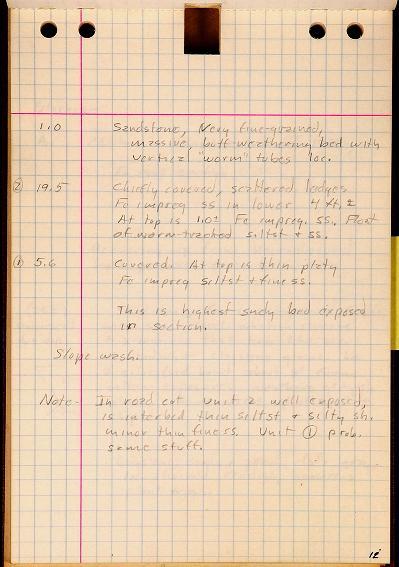 1.0 Sandstone, Very fine-grained,
massive, buff-weathering bed with
vertical "worm" tubes loc.
② 19.5 Chiefly covered, scattered ledges
Fe impreg ss in lower 4 ft. ±
At top is 1.0± Fe impreg. ss. Float
of worm-tracked siltst + ss.
① 5.6 Covered. At top is thin platy
Fe impreg siltst + fine ss.
This is highest sndy bed exposed
in section.
Slope wash.
Note - In road cut Unit 2 well exposed,
is interbed thin siltst + silty sh.
minor thin fine ss. Unit ① prob.
same stuff.
12